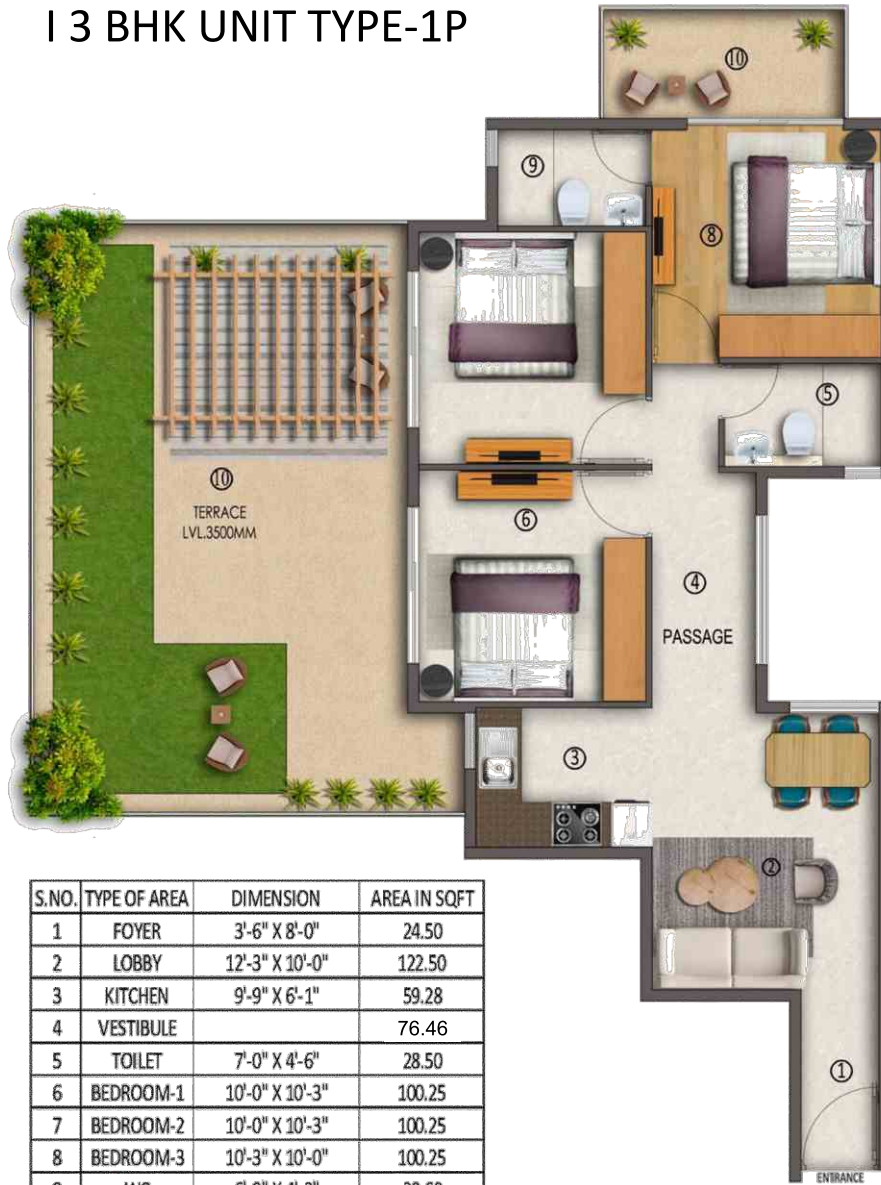 I 3 BHK UNIT TYPE-1P
⑩
⑨
⑧
⑤
⑩
TERRACE
LVL.3500MM
⑥
④
PASSAGE
③
②
①
ENTRANCE
S.NO. TYPE OF AREA DIMENSION AREA IN SQFT
1 FOYER 3'-6" X 8'-0" 24.50
2 LOBBY 12'-3" X 10'-0" 122.50
3 KITCHEN 9'-9" X 6'-1" 59.28
4 VESTIBULE 76.46
5 TOILET 7'-0" X 4'-6" 28.50
6 BEDROOM-1 10'-0" X 10'-3" 100.25
7 BEDROOM-2 10'-0" X 10'-3" 100.25
8 BEDROOM-3 10'-3" X 10'-0" 100.25